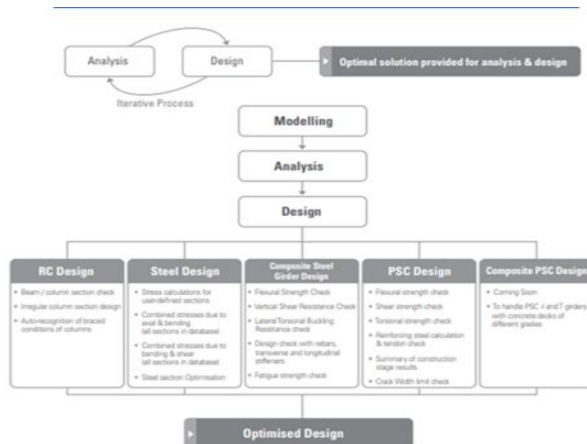 Analysis
Design
Optimal solution provided for analysis & design
Iterative Process
Modelling
Analysis
Design
RC Design
• Beam / column section check
• Irregular column section design
• Auto-recognition of braced
conditions of columns
Steel Design
• Stress calculations for
user-defined sections
• Combined stresses due to
axial & bending
(all sections in database)
• Combined stresses due to
bending & shear
(all sections in database)
• Steel section Optimisation
Composite Steel
Girder Design
• Flexural Strength Check
• Vertical Shear Resistance Check
• Lateral Torsional Buckling
Resistance check
• Design check with rebars,
transverse and longitudinal
stiffeners
• Fatigue strength check
PSC Design
• Flexural strength check
• Shear strength check
• Torsional strength check
• Reinforcing steel calculation
& tendon check
• Summary of construction
stage results
• Crack Width limit check
Composite PSC Design
• Coming Soon
• To handle PSC I and T girders
with concrete decks of
different grades
Optimised Design